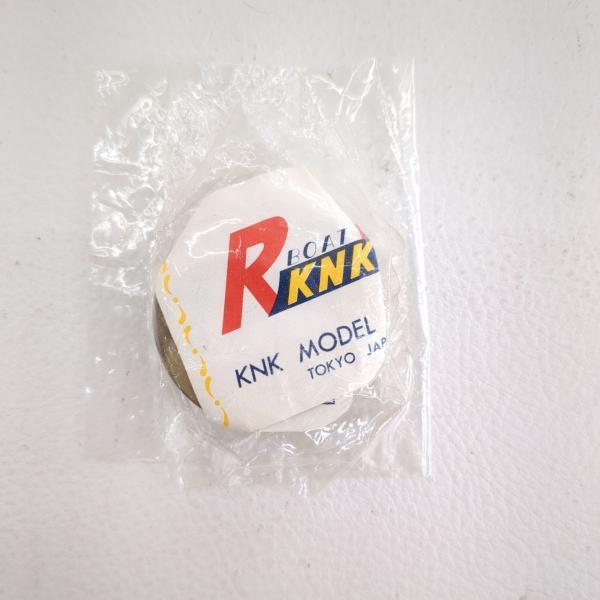 R BOAT
KNK
KNK MODEL
TOKYO JAP